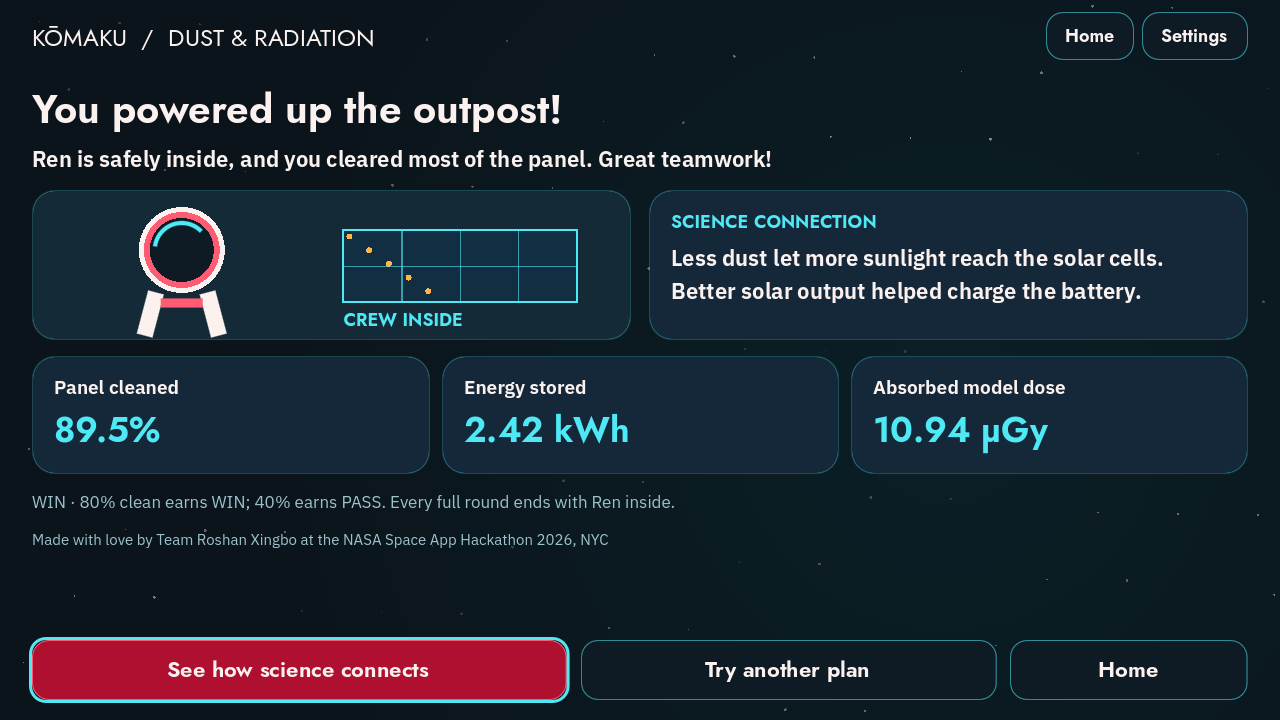 KŌMAKU / DUST & RADIATION
Home
Settings
You powered up the outpost!
Ren is safely inside, and you cleared most of the panel. Great teamwork!
CREW INSIDE
SCIENCE CONNECTION
Less dust let more sunlight reach the solar cells.
Better solar output helped charge the battery.
Panel cleaned
89.5%
Energy stored
2.42 kWh
Absorbed model dose
10.94 μGy
WIN · 80% clean earns WIN; 40% earns PASS. Every full round ends with Ren inside.
Made with love by Team Roshan Xingbo at the NASA Space App Hackathon 2026, NYC
See how science connects
Try another plan
Home